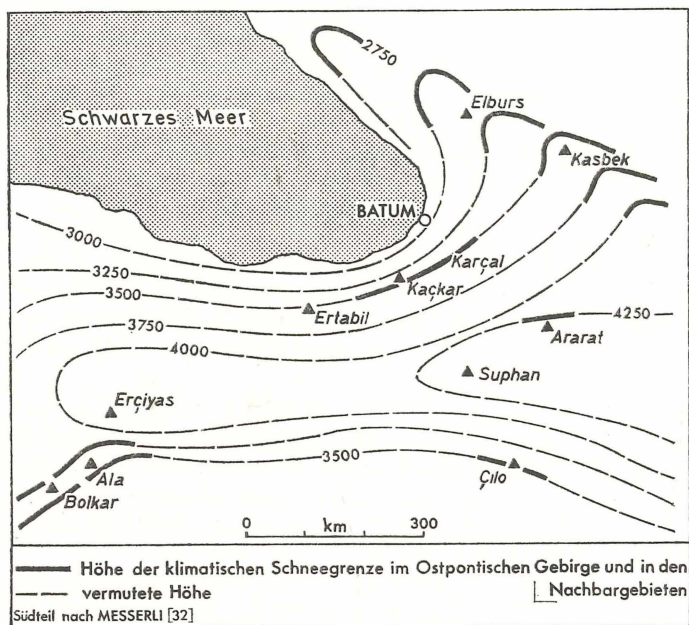 2750
Elburs
Schwarzes Meer
Kasbek
BATUM
3000
Karçal
3250
Kaçkar
3500
Ertabil
4250
3750
Ararat
4000
Suphan
Erçiyas
3500
Ala
Çılo
Bolkar
0 km 300
Höhe der klimatischen Schneegrenze im Ostpontischen Gebirge und in den
vermutete Höhe Nachbargebieten
Südteil nach MESSERLI [32]